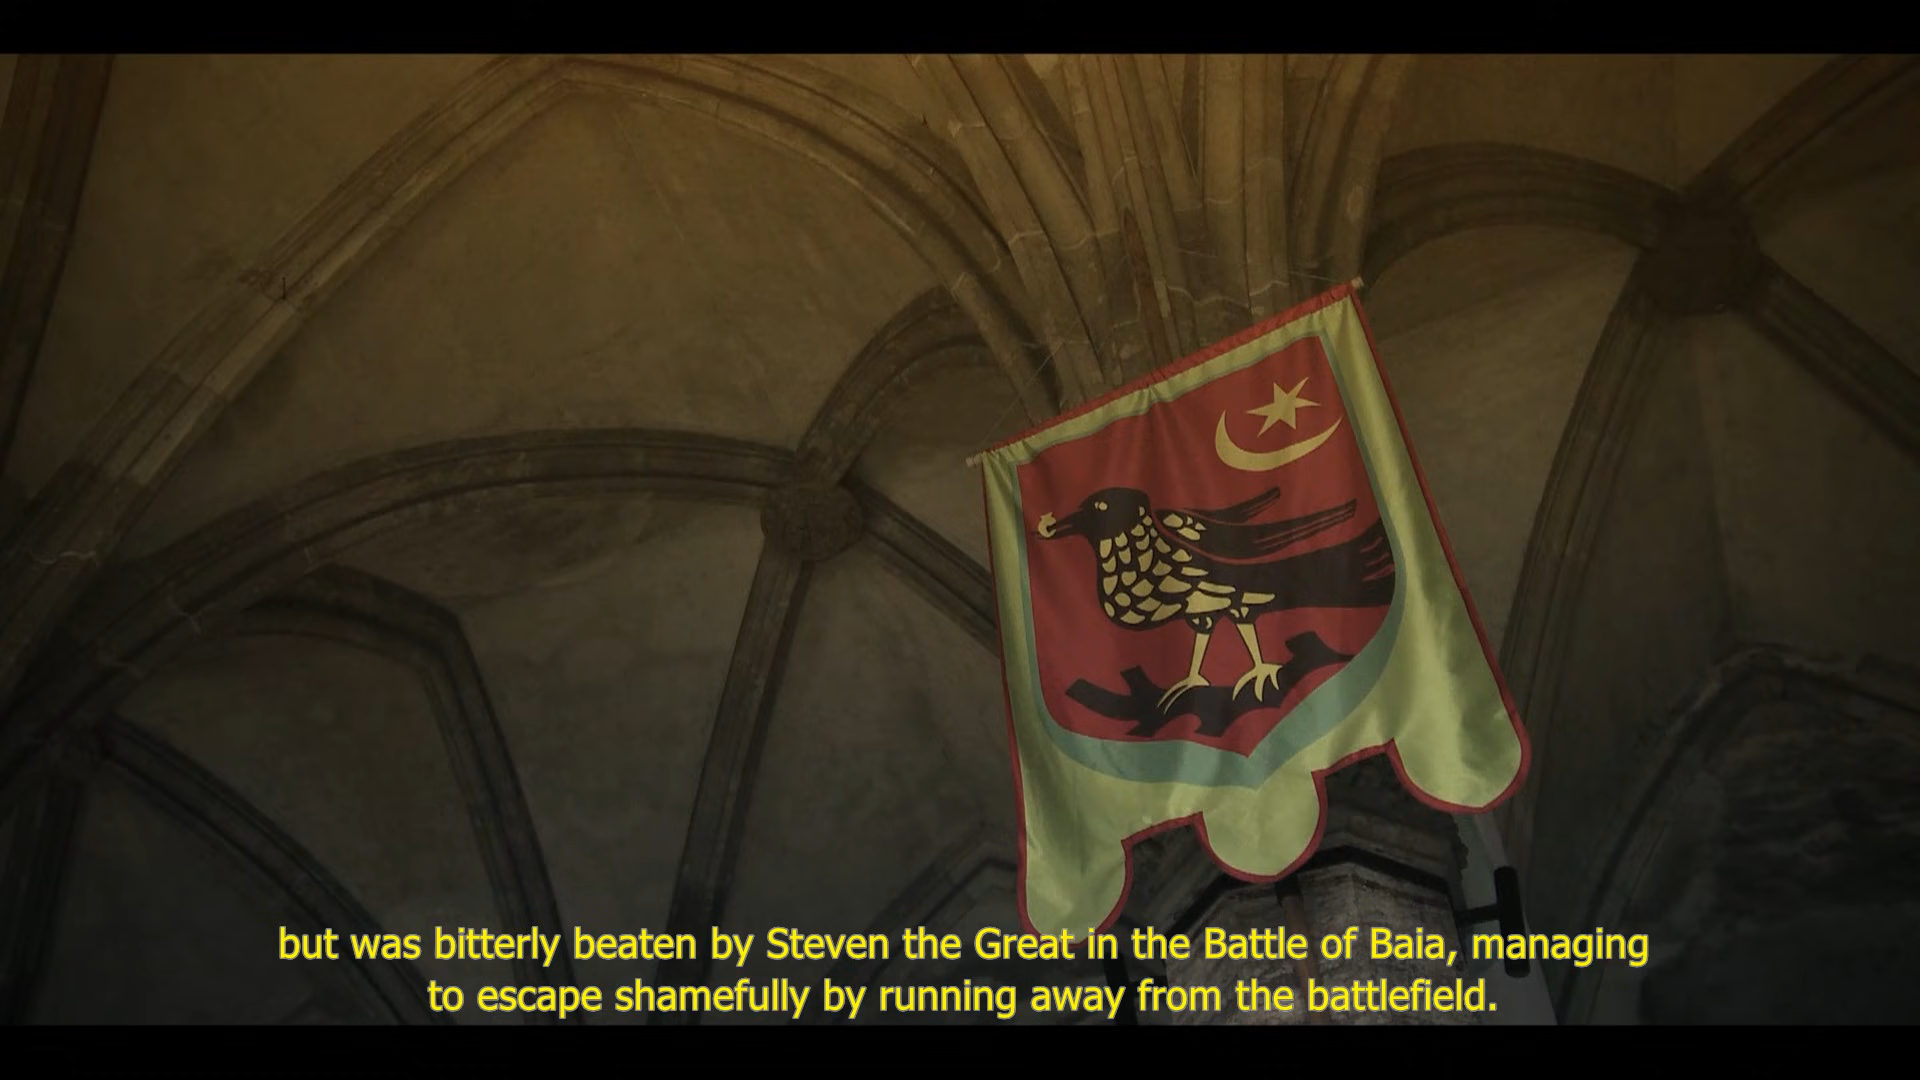 but was bitterly beaten by Steven the Great in the Battle of Baia, managing
to escape shamefully by running away from the battlefield.